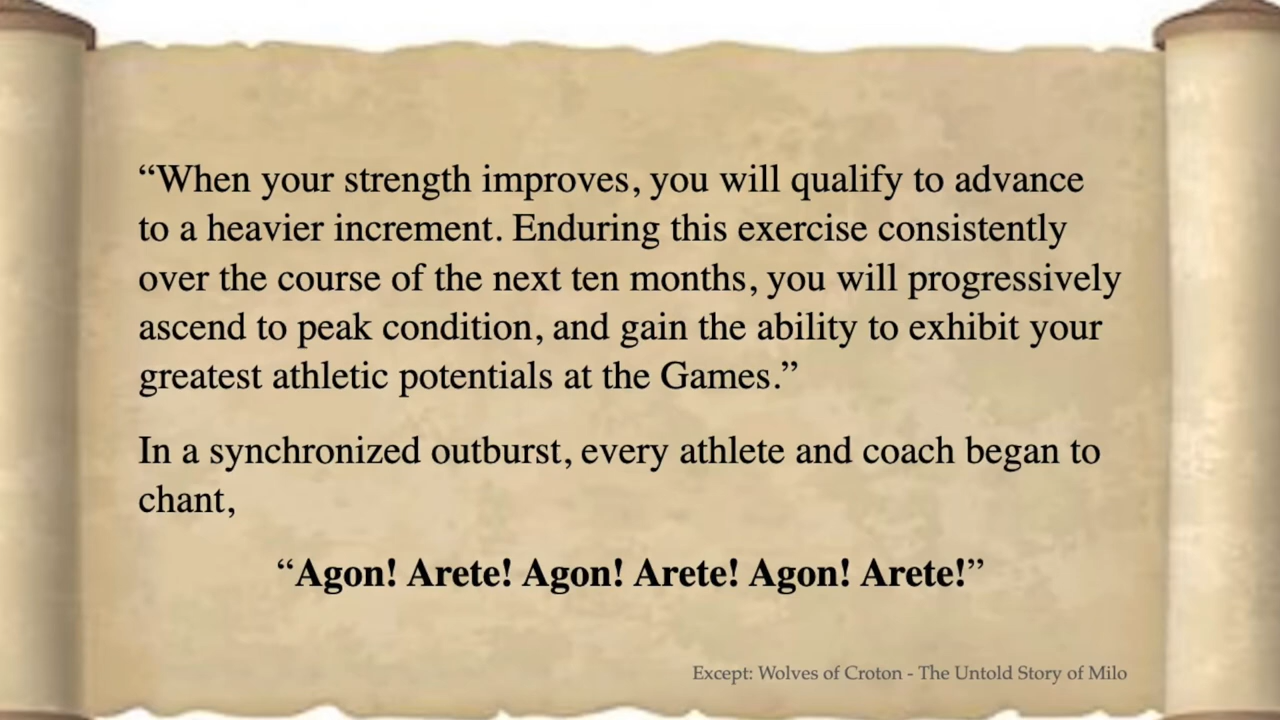 “When your strength improves, you will qualify to advance
to a heavier increment. Enduring this exercise consistently
over the course of the next ten months, you will progressively
ascend to peak condition, and gain the ability to exhibit your
greatest athletic potentials at the Games.”
In a synchronized outburst, every athlete and coach began to
chant,
“Agon! Arete! Agon! Arete! Agon! Arete!”
Except: Wolves of Croton - The Untold Story of Milo